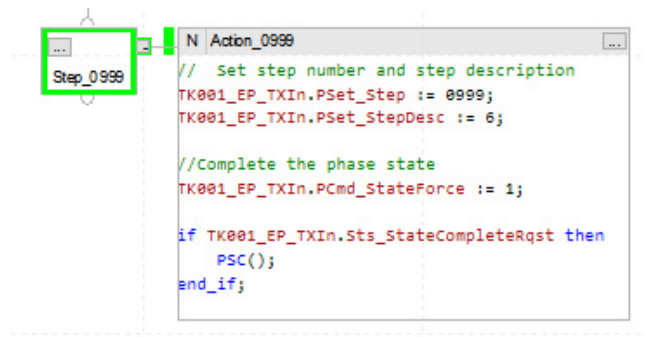 ...
-
N Action_0999 ...
Step_0999
// Set step number and step description
TK001_EP_TXIn.PSet_Step := 0999;
TK001_EP_TXIn.PSet_StepDesc := 6;
//Complete the phase state
TK001_EP_TXIn.PCmd_StateForce := 1;
if TK001_EP_TXIn.Sts_StateCompleteRqst then
PSC();
end_if;